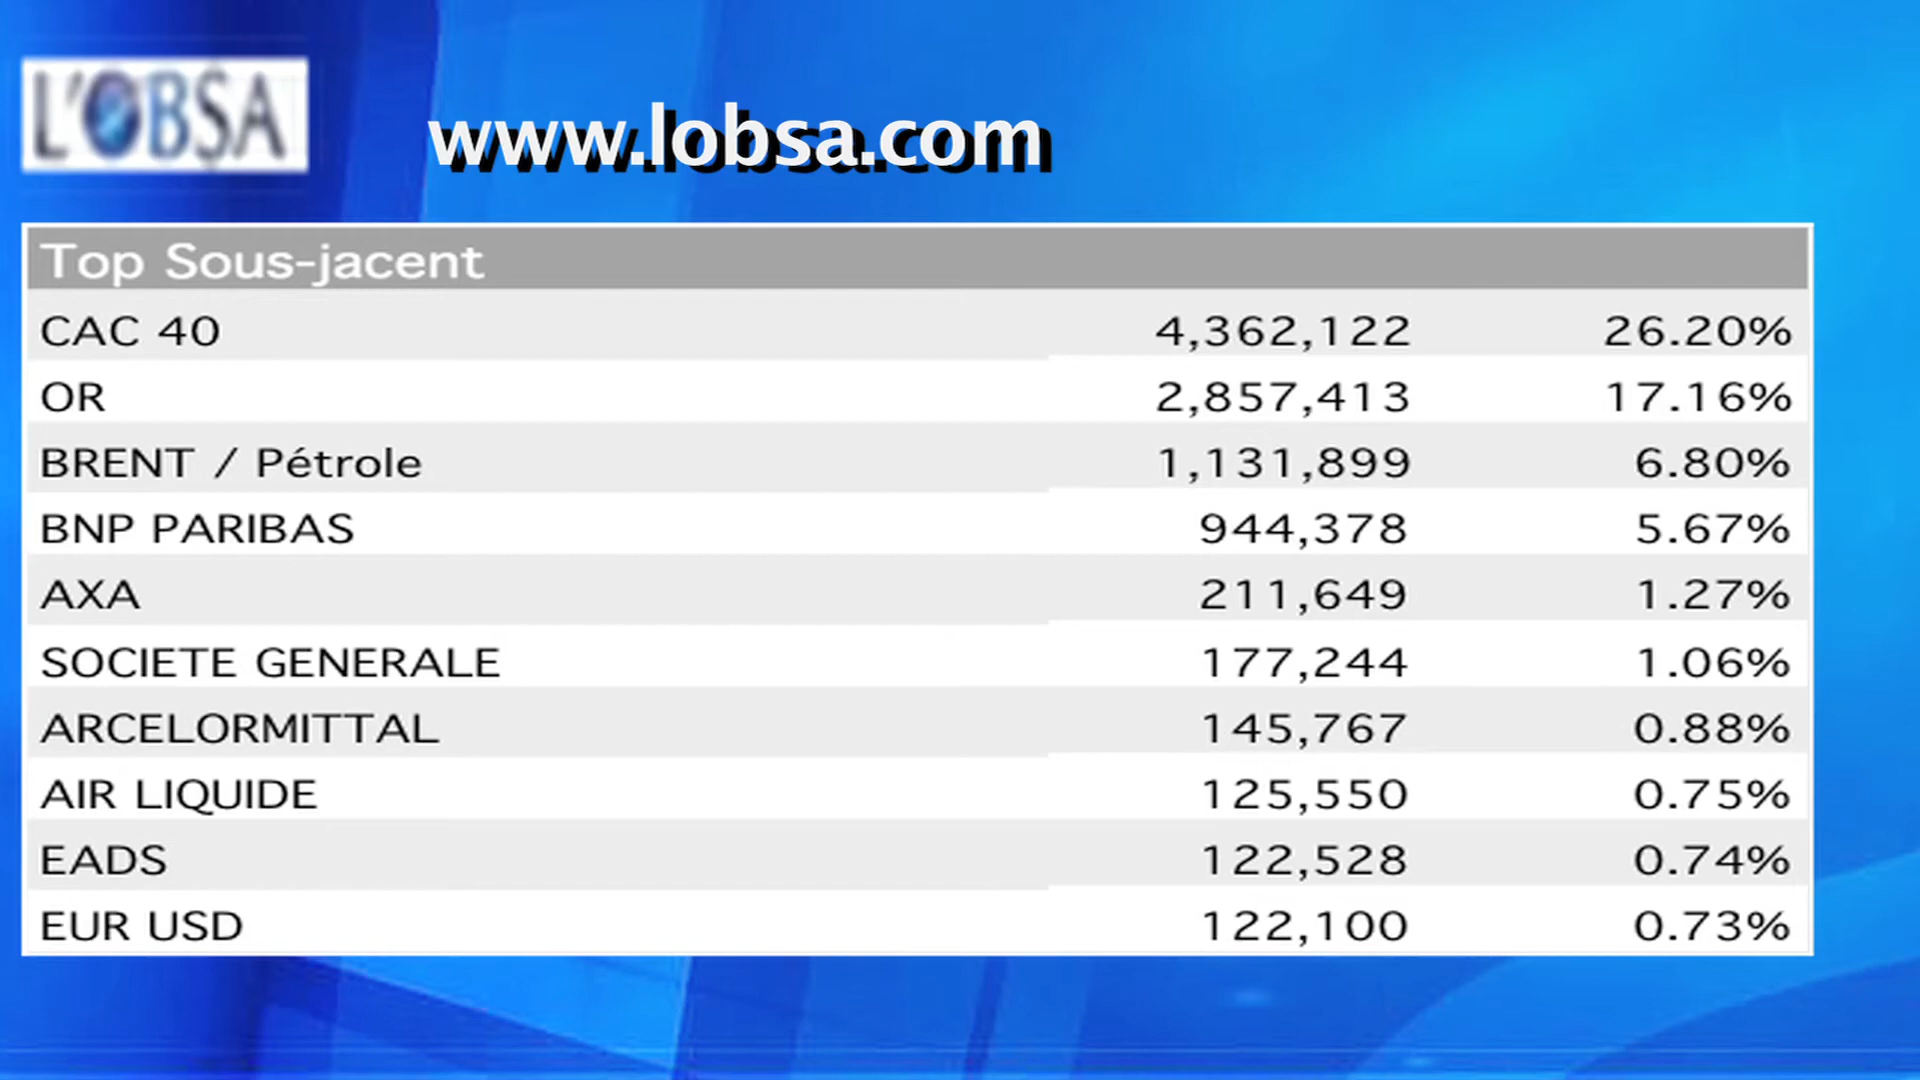 L'OBSA
www.lobsa.com
Top Sous-jacent
CAC 40 4,362,122 26.20%
OR 2,857,413 17.16%
BRENT / Pétrole 1,131,899 6.80%
BNP PARIBAS 944,378 5.67%
AXA 211,649 1.27%
SOCIETE GENERALE 177,244 1.06%
ARCELORMITTAL 145,767 0.88%
AIR LIQUIDE 125,550 0.75%
EADS 122,528 0.74%
EUR USD 122,100 0.73%